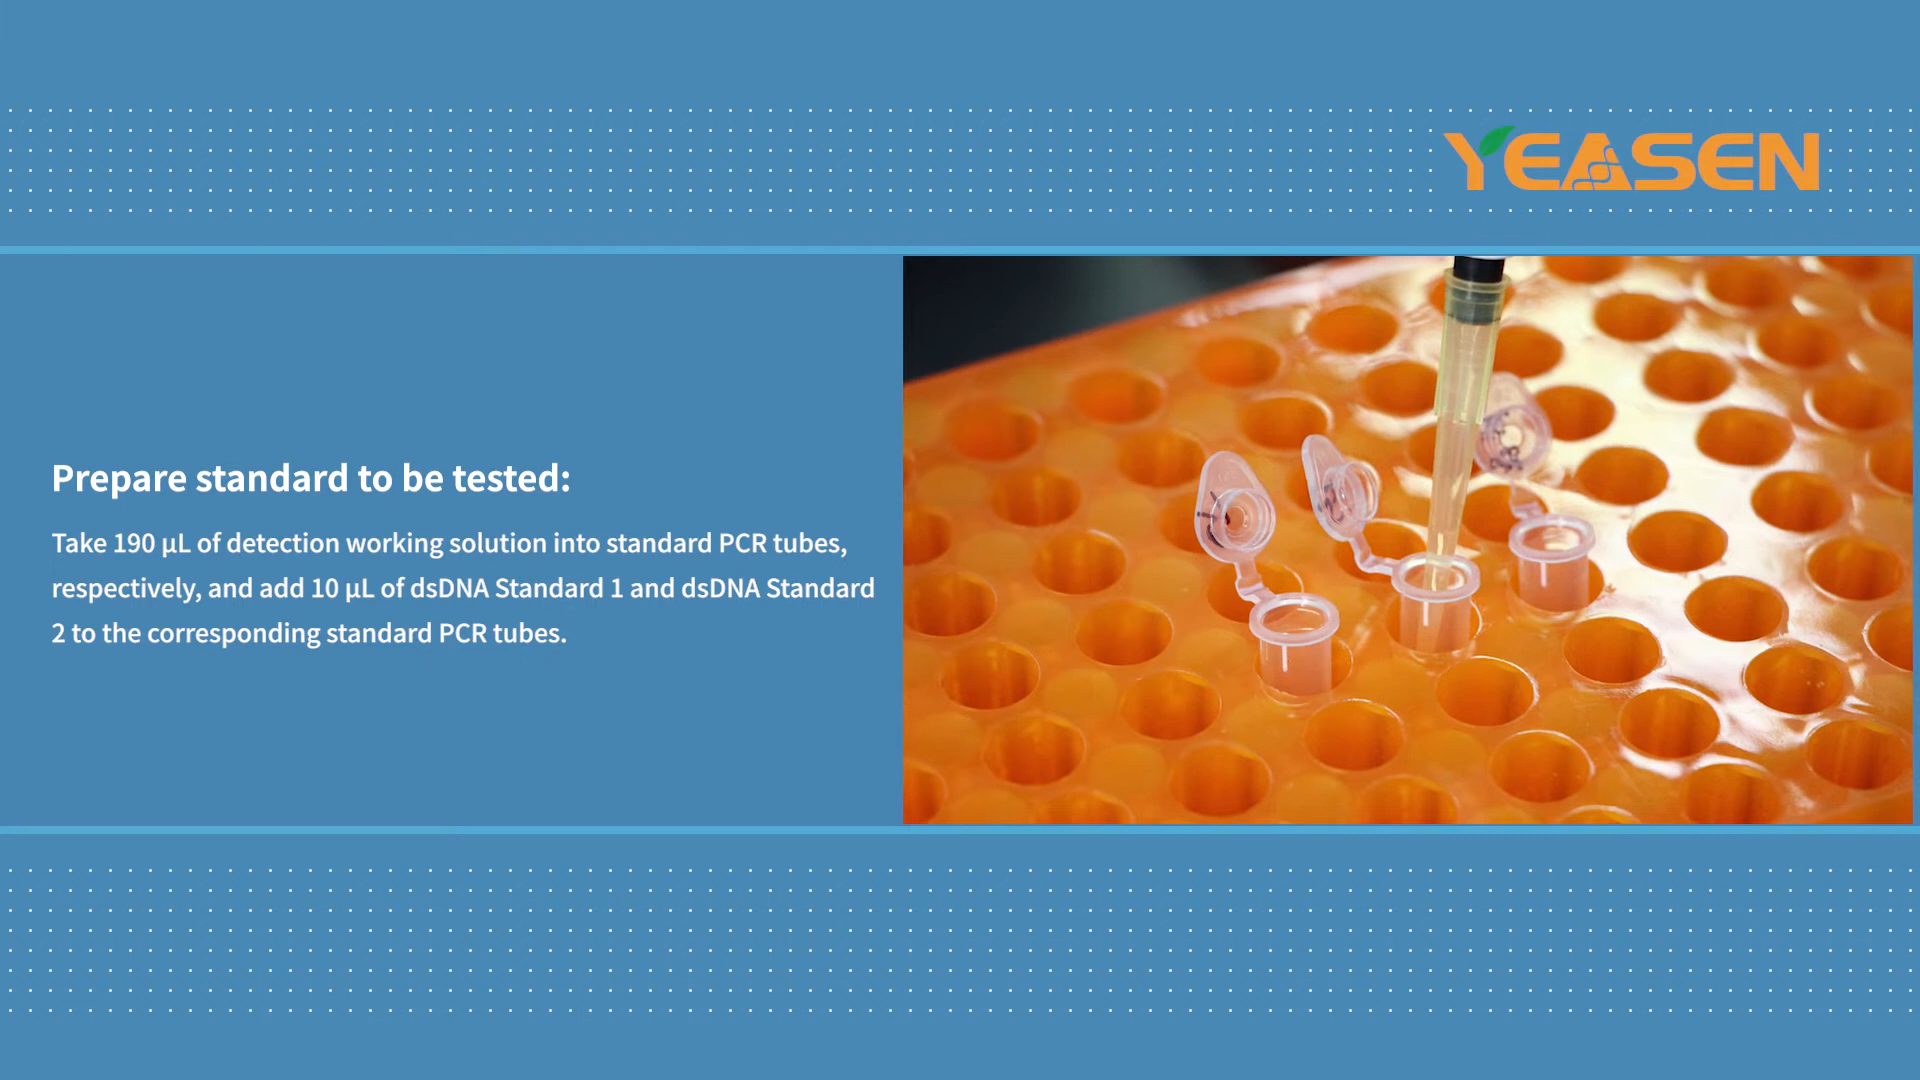 YEASEN
Prepare standard to be tested:
Take 190 µL of detection working solution into standard PCR tubes,
respectively, and add 10 µL of dsDNA Standard 1 and dsDNA Standard
2 to the corresponding standard PCR tubes.